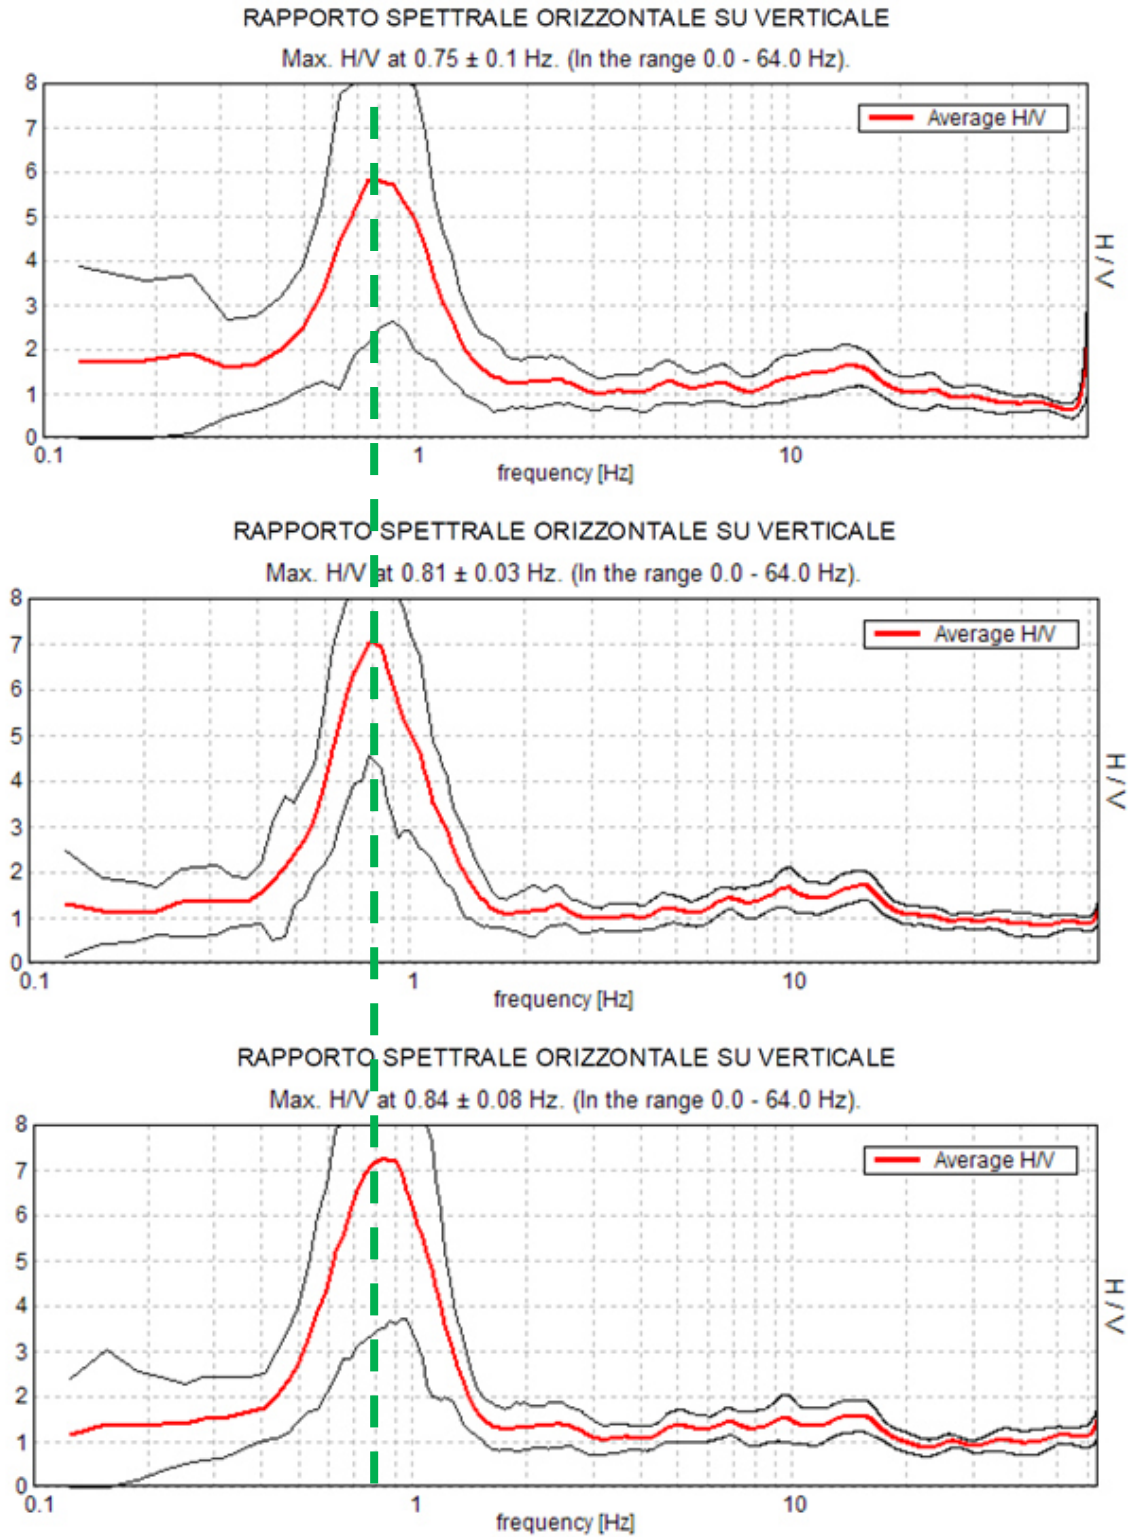 RAPPORTO SPETTRALE ORIZZONTALE SU VERTICALE
Max. H/V at 0.75 ± 0.1 Hz. (In the range 0.0 - 64.0 Hz).
Average H/V
8
7
6
5
4
3
2
1
0
H / V
0.1 1 10
frequency [Hz]
RAPPORTO SPETTRALE ORIZZONTALE SU VERTICALE
Max. H/V at 0.81 ± 0.03 Hz. (In the range 0.0 - 64.0 Hz).
Average H/V
8
7
6
5
4
3
2
1
0
H / V
0.1 1 10
frequency [Hz]
RAPPORTO SPETTRALE ORIZZONTALE SU VERTICALE
Max. H/V at 0.84 ± 0.08 Hz. (In the range 0.0 - 64.0 Hz).
Average H/V
8
7
6
5
4
3
2
1
0
H / V
0.1 1 10
frequency [Hz]